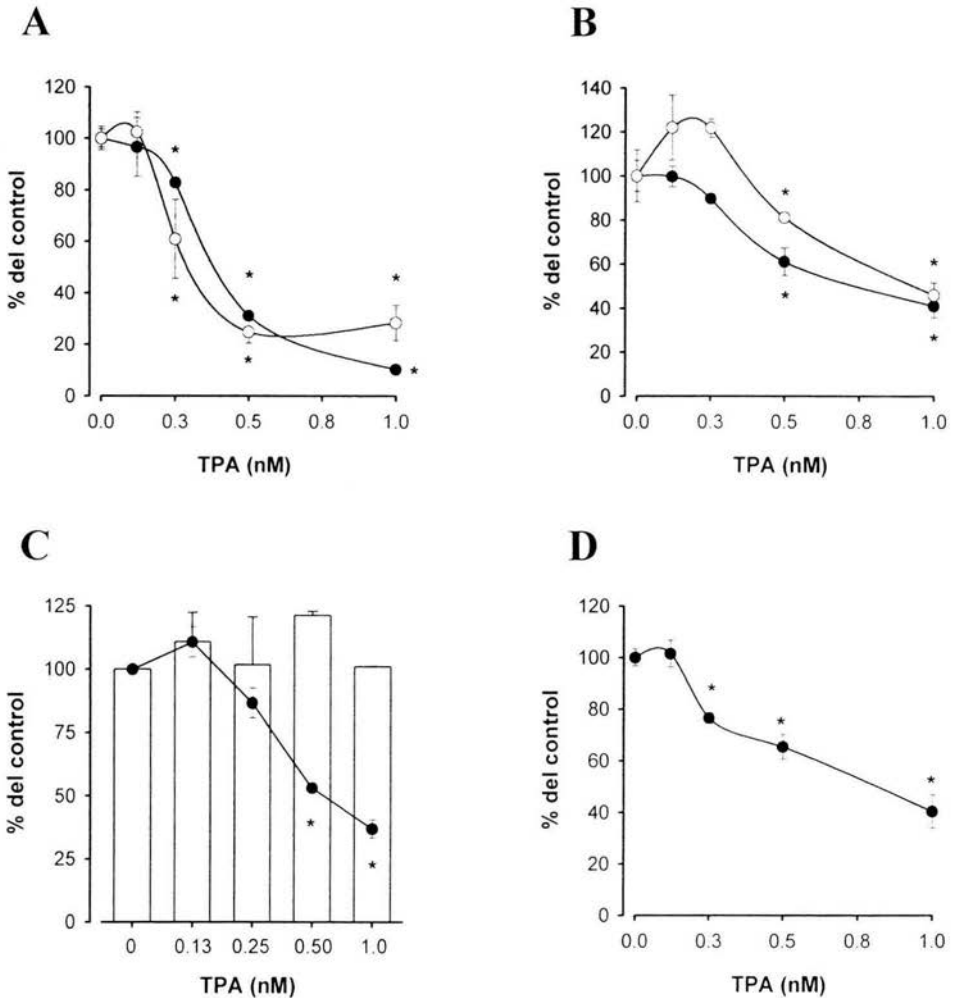 A
120
100
80
60
40
20
0
% del control
0.0 0.3 0.5 0.8 1.0
TPA (nM)
* * * * * *
B
140
120
100
80
60
40
20
0
% del control
0.0 0.3 0.5 0.8 1.0
TPA (nM)
* * * *
C
125
100
75
50
25
0
% del control
0 0.13 0.25 0.50 1.0
TPA (nM)
* *
D
120
100
80
60
40
20
0
% del control
0.0 0.3 0.5 0.8 1.0
TPA (nM)
* * *